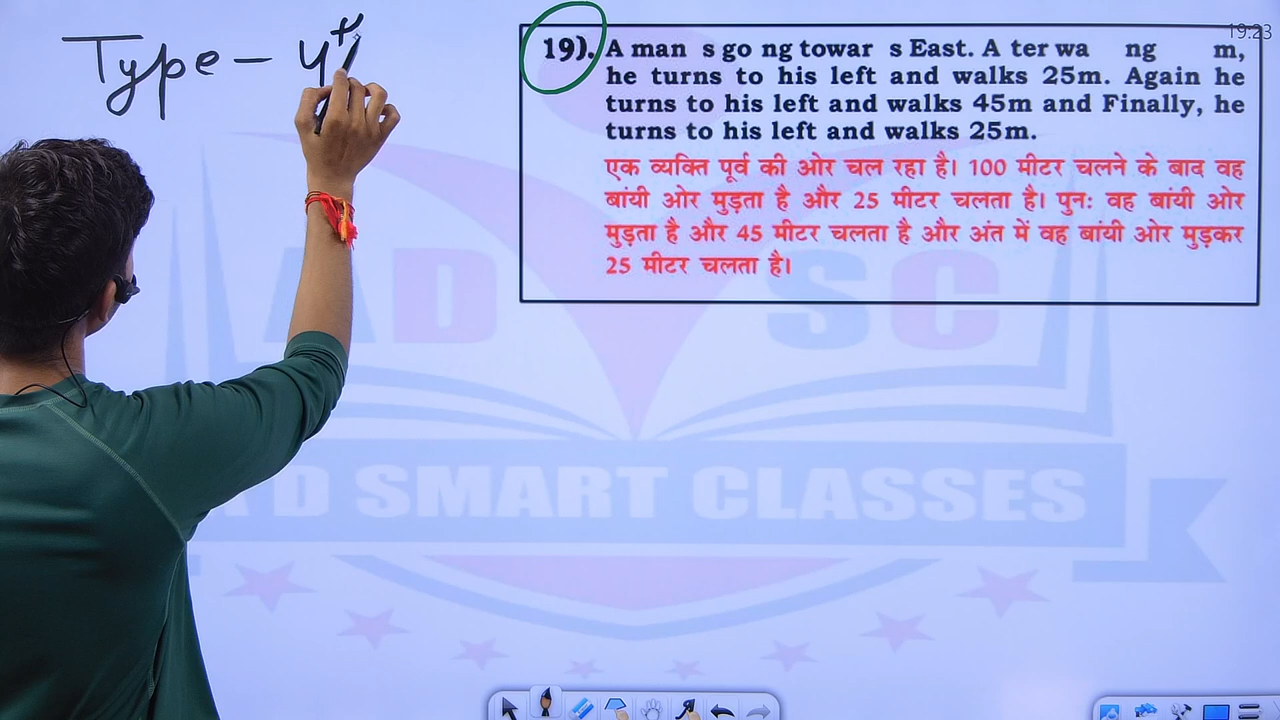 Type - 4th
19:23
19). A man s go ng towar s East. A ter wa ng m,
he turns to his left and walks 25m. Again he
turns to his left and walks 45m and Finally, he
turns to his left and walks 25m.
एक व्यक्ति पूर्व की ओर चल रहा है। 100 मीटर चलने के बाद वह
बांयी ओर मुड़ता है और 25 मीटर चलता है। पुनः वह बांयी ओर
मुड़ता है और 45 मीटर चलता है और अंत में वह बांयी ओर मुड़कर
25 मीटर चलता है।
AD SC
D SMART CLASSES